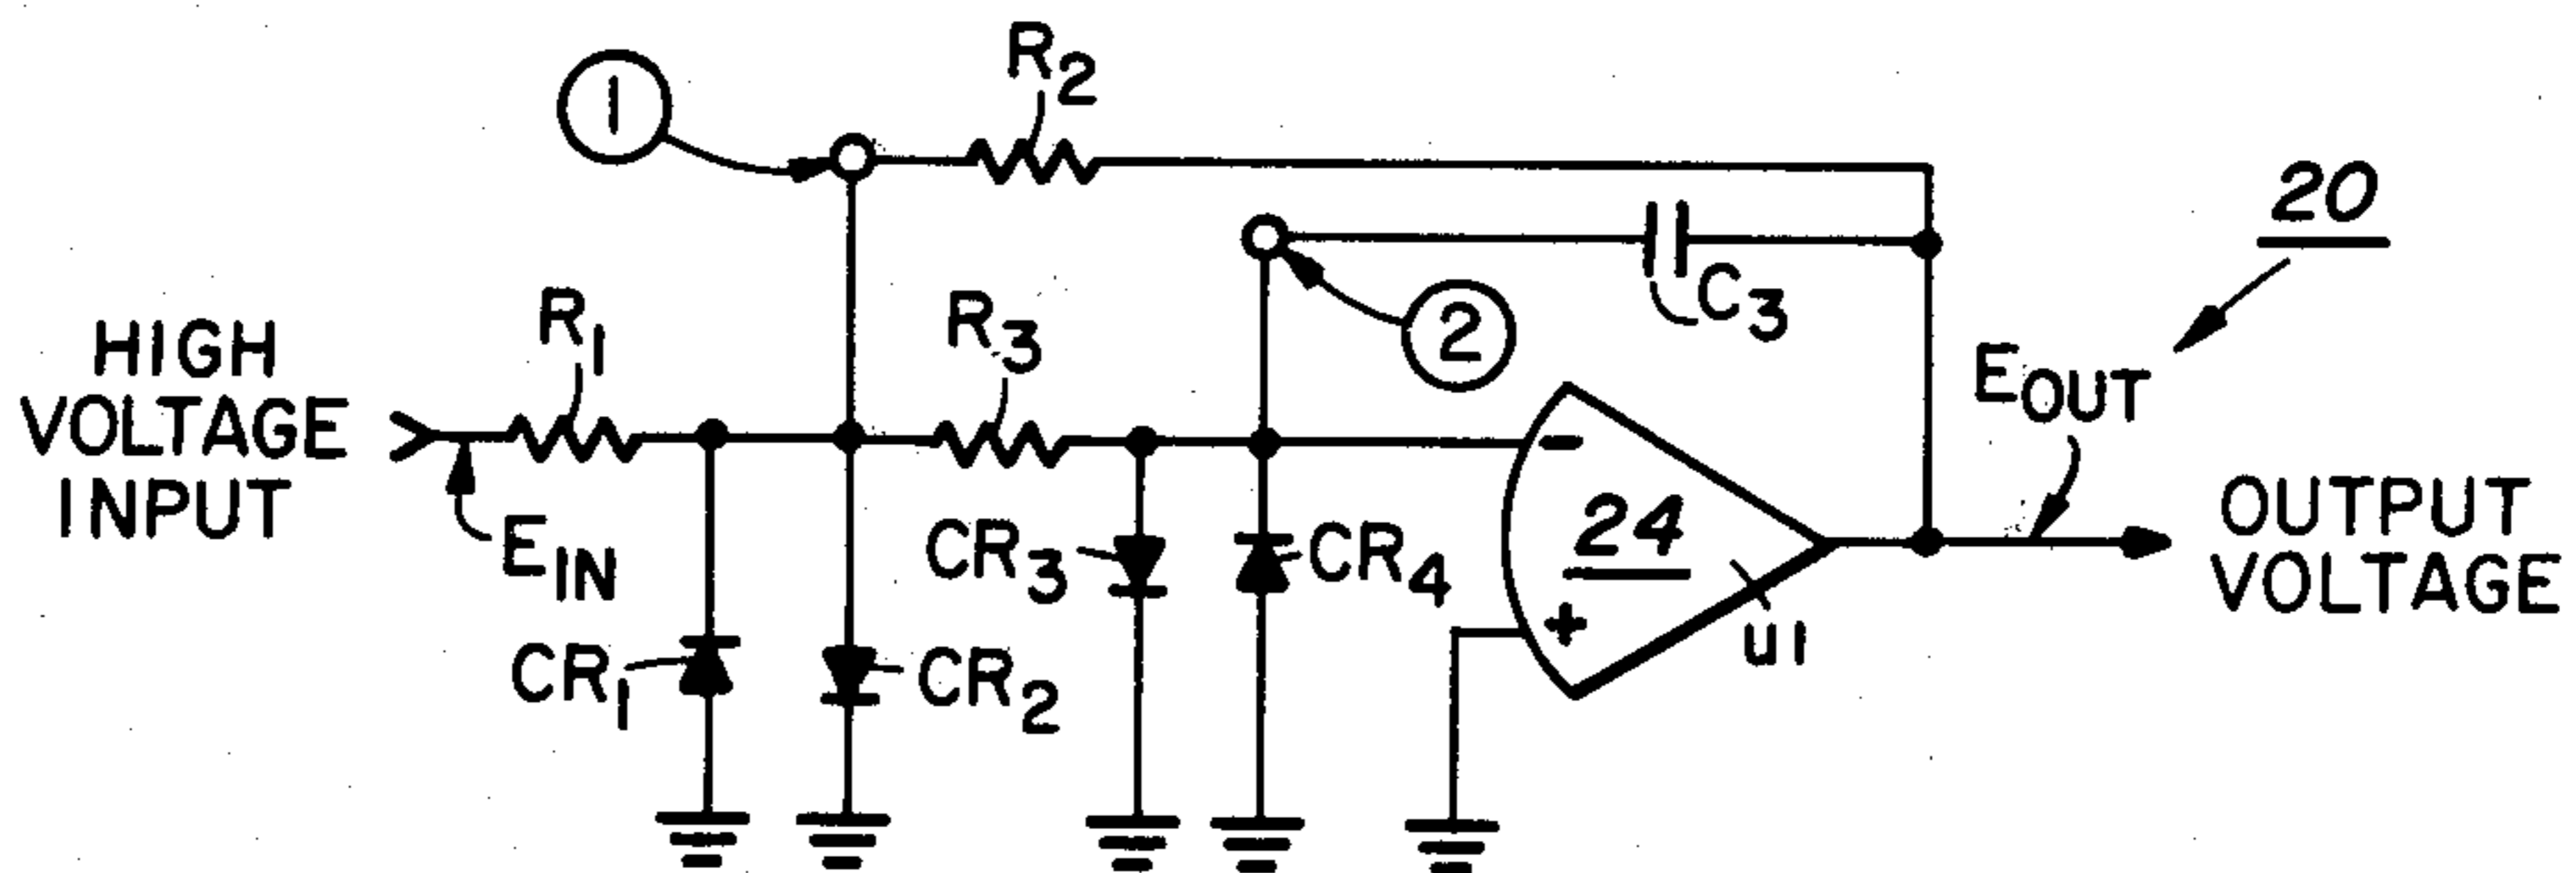 R2
1
20
C3
2
R1
R3
HIGH
VOLTAGE
INPUT
EIN
EOUT
OUTPUT
VOLTAGE
-
24
+
CR3
CR4
U1
CR1
CR2